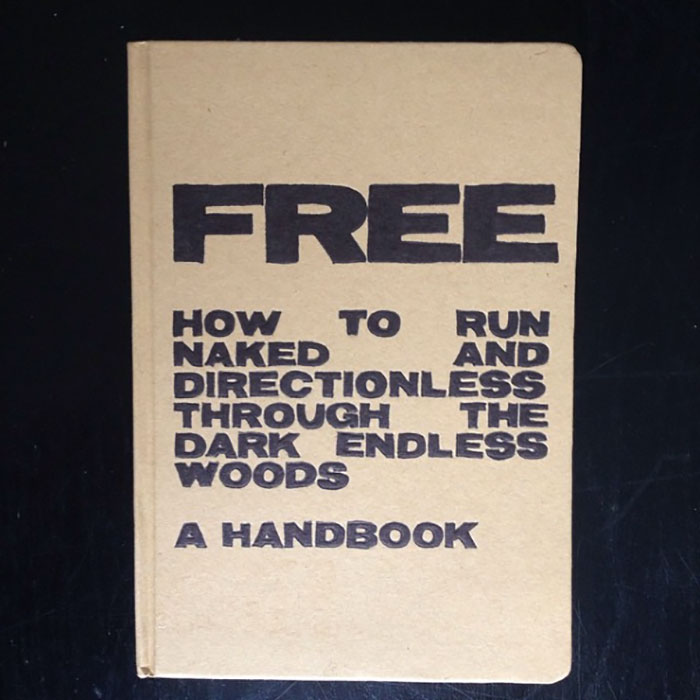 FREE
HOW TO RUN
NAKED AND
DIRECTIONLESS
THROUGH THE
DARK ENDLESS
WOODS
A HANDBOOK